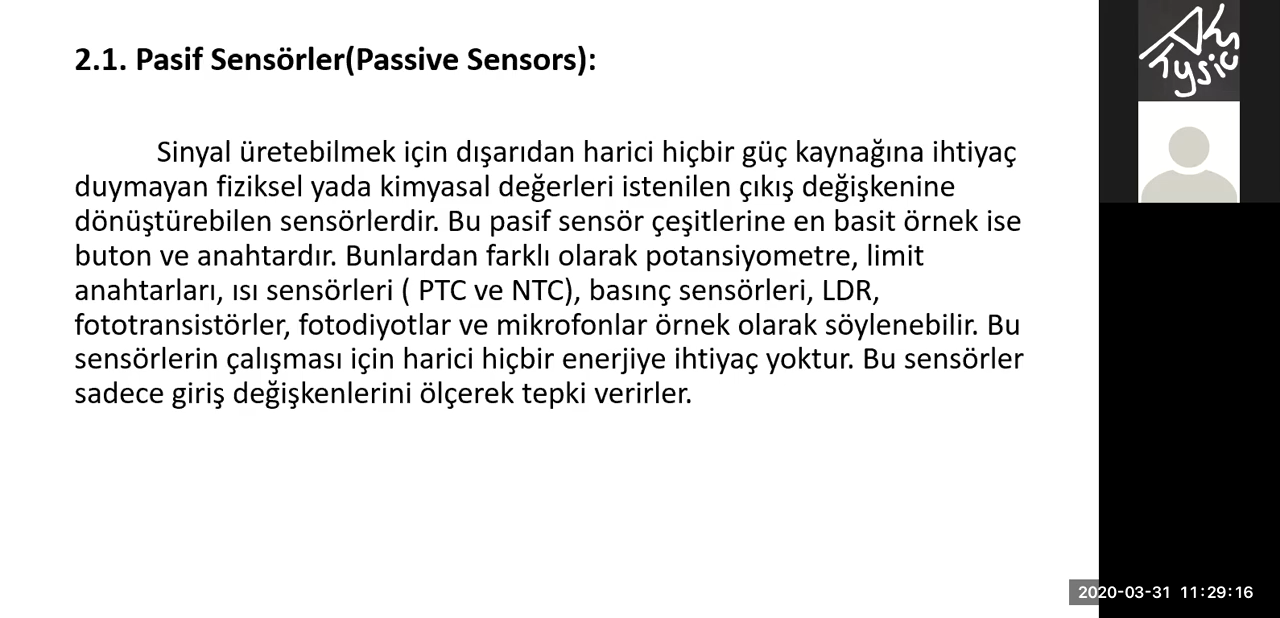 2.1. Pasif Sensörler(Passive Sensors):
Sinyal üretebilmek için dışarıdan harici hiçbir güç kaynağına ihtiyaç
duymayan fiziksel yada kimyasal değerleri istenilen çıkış değişkenine
dönüştürebilen sensörlerdir. Bu pasif sensör çeşitlerine en basit örnek ise
buton ve anahtardır. Bunlardan farklı olarak potansiyometre, limit
anahtarları, ısı sensörleri ( PTC ve NTC), basınç sensörleri, LDR,
fototransistörler, fotodiyotlar ve mikrofonlar örnek olarak söylenebilir. Bu
sensörlerin çalışması için harici hiçbir enerjiye ihtiyaç yoktur. Bu sensörler
sadece giriş değişkenlerini ölçerek tepki verirler.
2020-03-31 11:29:16